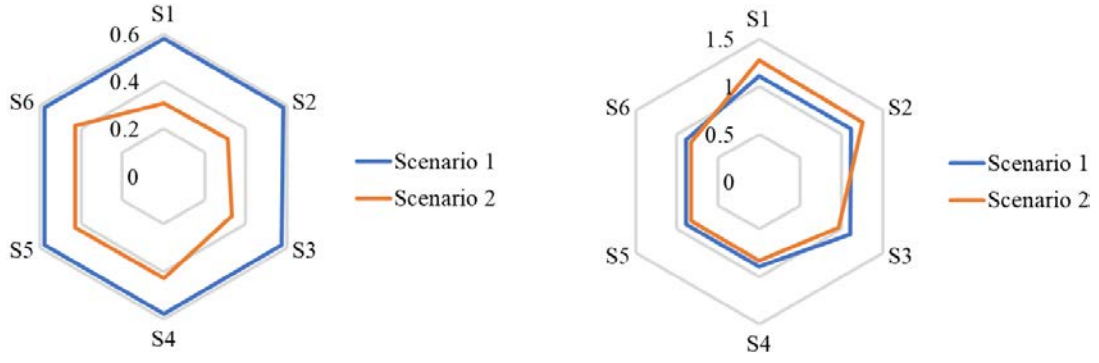 S1
0.6
0.4
0.2
0
S2
S3
S4
S5
S6
Scenario 1
Scenario 2
S1
1.5
1
0.5
0
S2
S3
S4
S5
S6
Scenario 1
Scenario 2